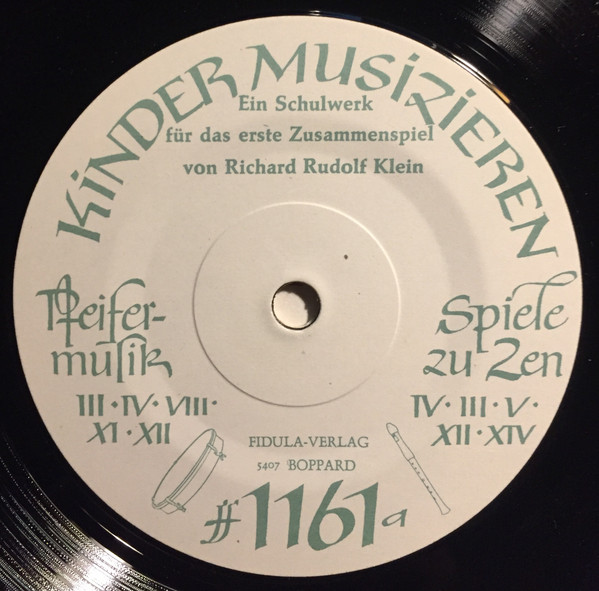 KINDER MUSIZIEREN
Ein Schulwerk
für das erste Zusammenspiel
von Richard Rudolf Klein
Pfeifer-
musik
III · IV · VIII ·
XI · XII
Spiele
zu 2en
IV · III · V ·
XII · XIV
FIDULA-VERLAG
5407 BOPPARD
# 1161 a